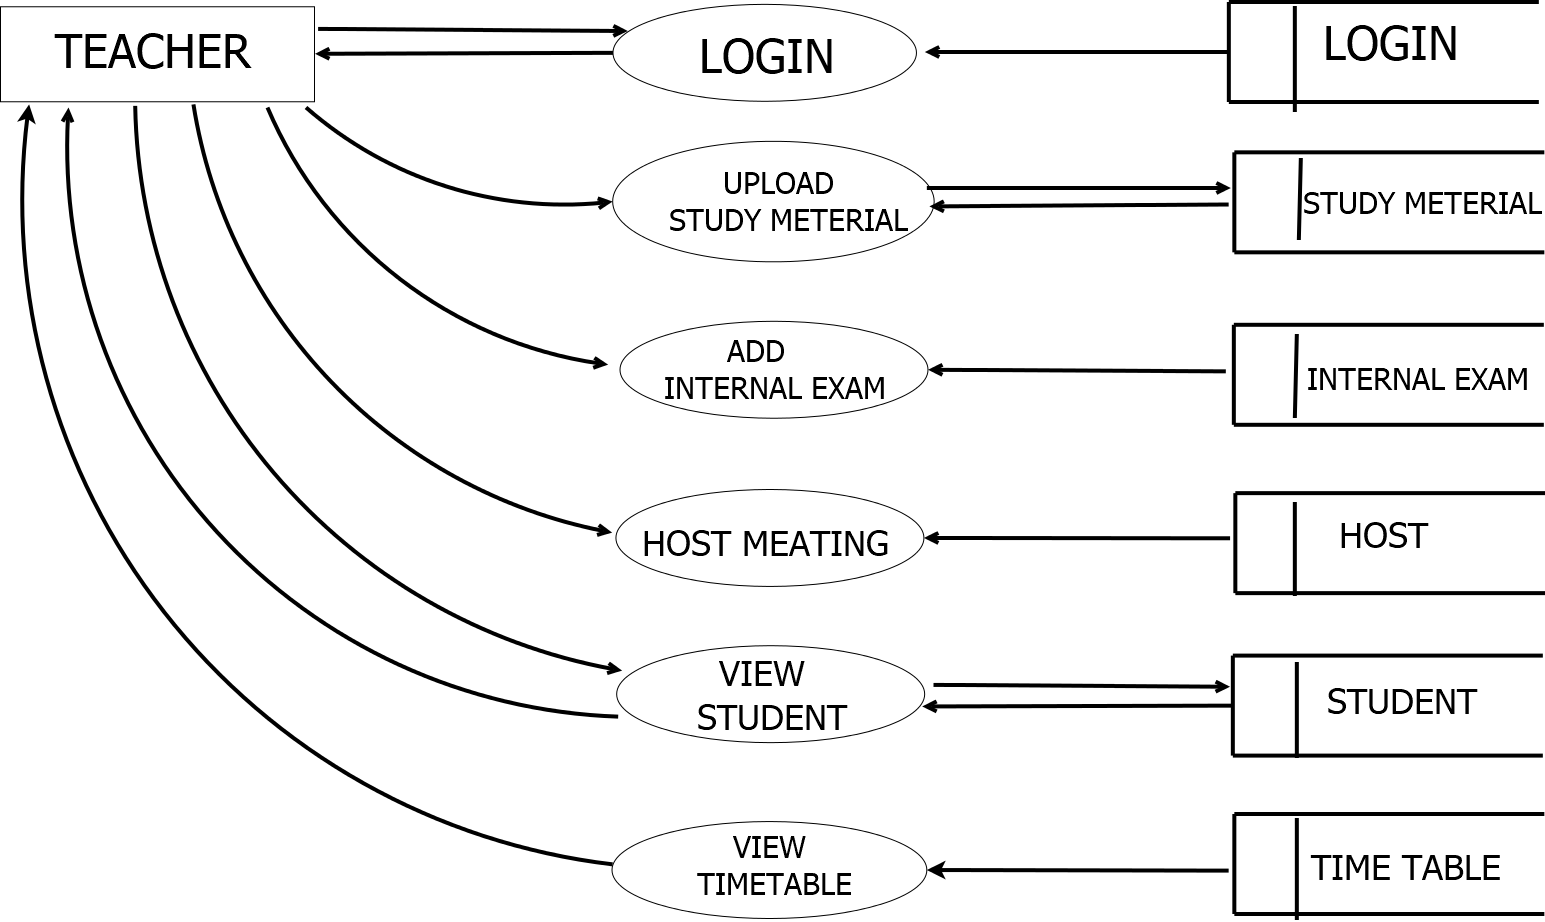 TEACHER
LOGIN
LOGIN
UPLOAD
STUDY METERIAL
STUDY METERIAL
ADD
INTERNAL EXAM
INTERNAL EXAM
HOST MEATING
HOST
VIEW
STUDENT
STUDENT
VIEW
TIMETABLE
TIME TABLE